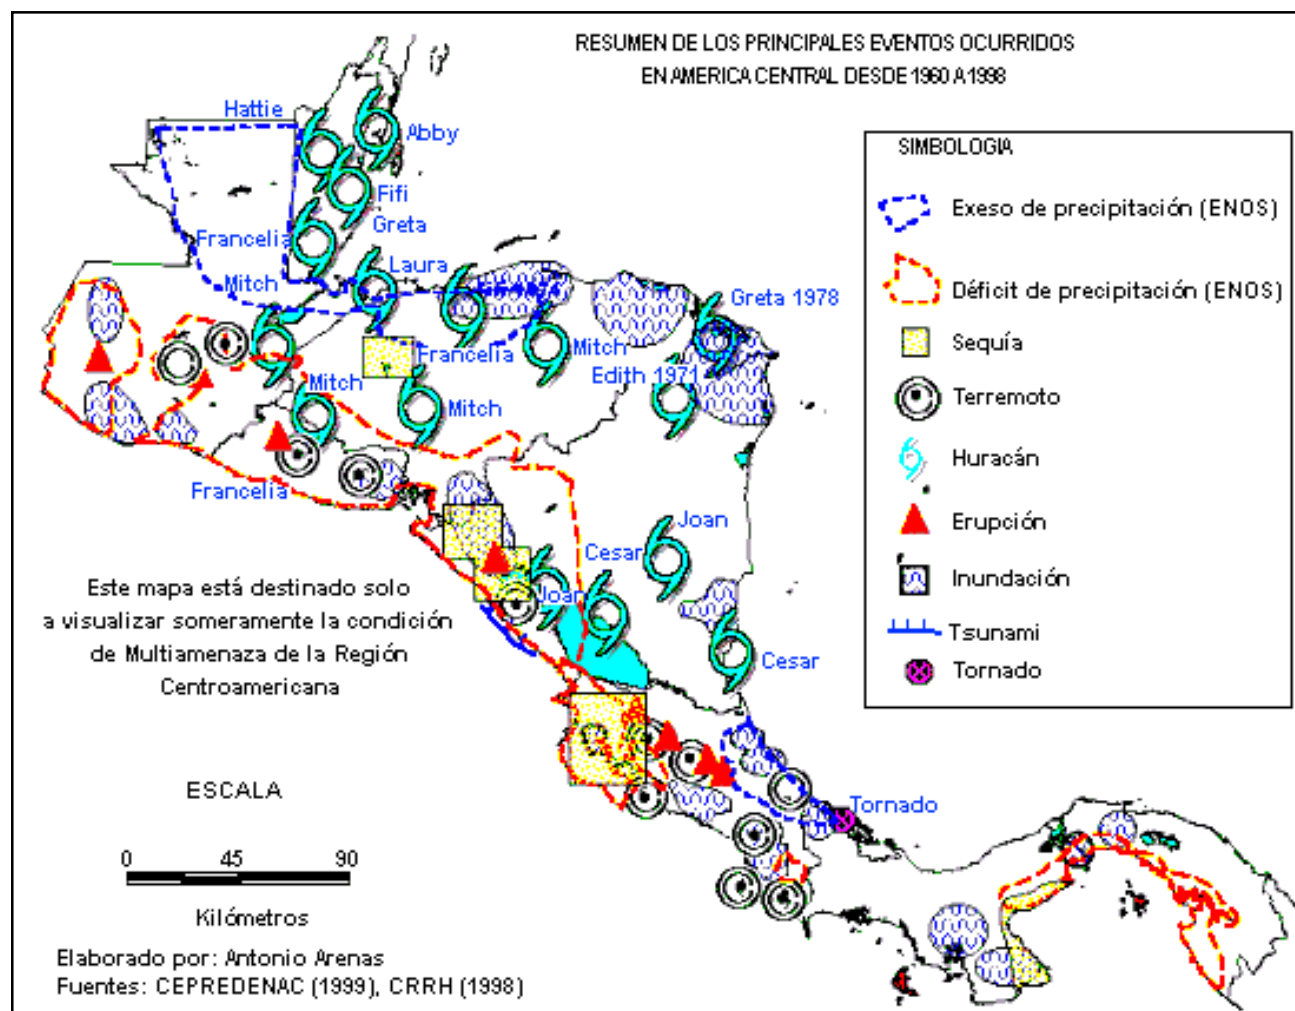 RESUMEN DE LOS PRINCIPALES EVENTOS OCURRIDOS
EN AMERICA CENTRAL DESDE 1960 A 1998
Hattie
Abby
Fifi
Greta
Francelia
Laura
Mitch
Greta 1978
Francelia
Mitch
Edith 1971
Mitch
Mitch
Francelia
Joan
Cesar
Joan
Cesar
Tornado
SIMBOLOGIA
Exeso de precipitación (ENOS)
Déficit de precipitación (ENOS)
Sequía
Terremoto
Huracán
Erupción
Inundación
Tsunami
Tornado
Este mapa está destinado solo
a visualizar someramente la condición
de Multiamenaza de la Región
Centroamericana
ESCALA
0 45 90
Kilómetros
Elaborado por: Antonio Arenas
Fuentes: CEPREDENAC (1999), CRRH (1998)